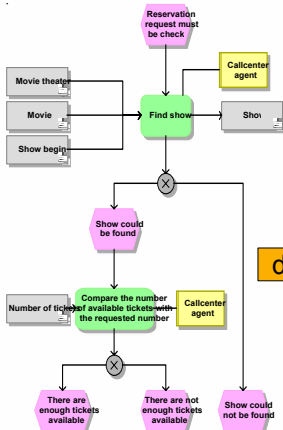 Reservation
request must
be check
Callcenter
agent
Movie theater
Movie
Find show
Show
Show begin
X
Show could
be found
d
Number of tickets
Compare the number
of available tickets with
the requested number
Callcenter
agent
X
There are
enough tickets
available
There are not
enough tickets
available
Show could
not be found